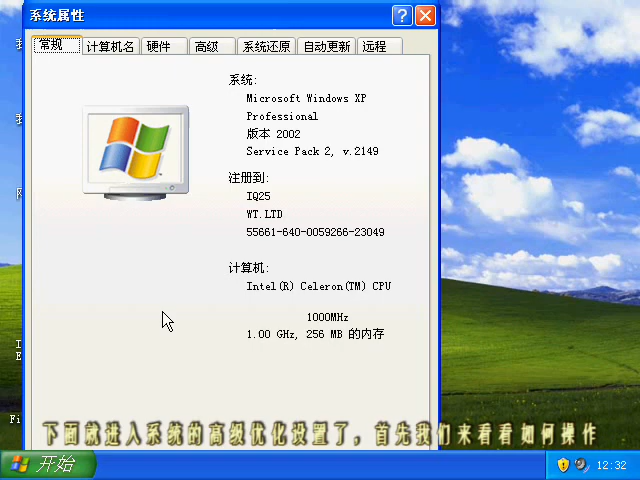 系统属性
常规 计算机名 硬件 高级 系统还原 自动更新 远程
系统:
Microsoft Windows XP
Professional
版本 2002
Service Pack 2, v.2149
注册到:
IQ25
WT.LTD
55661-640-0059266-23049
计算机:
Intel(R) Celeron(TM) CPU
1000MHz
1.00 GHz, 256 MB 的内存
Fi
下面就进入系统的高级优化设置了，首先我们来看看如何操作
开始
12:32